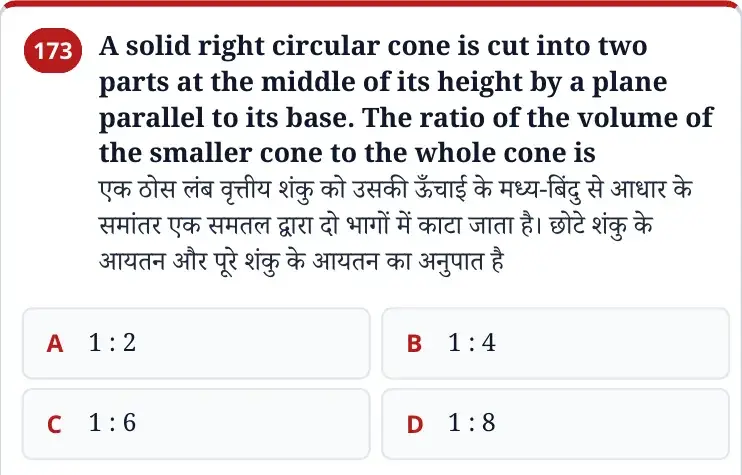 173
A solid right circular cone is cut into two
parts at the middle of its height by a plane
parallel to its base. The ratio of the volume of
the smaller cone to the whole cone is
एक ठोस लंब वृत्तीय शंकु को उसकी ऊँचाई के मध्य-बिंदु से आधार के
समांतर एक समतल द्वारा दो भागों में काटा जाता है। छोटे शंकु के
आयतन और पूरे शंकु के आयतन का अनुपात है
A 1 : 2
B 1 : 4
C 1 : 6
D 1 : 8